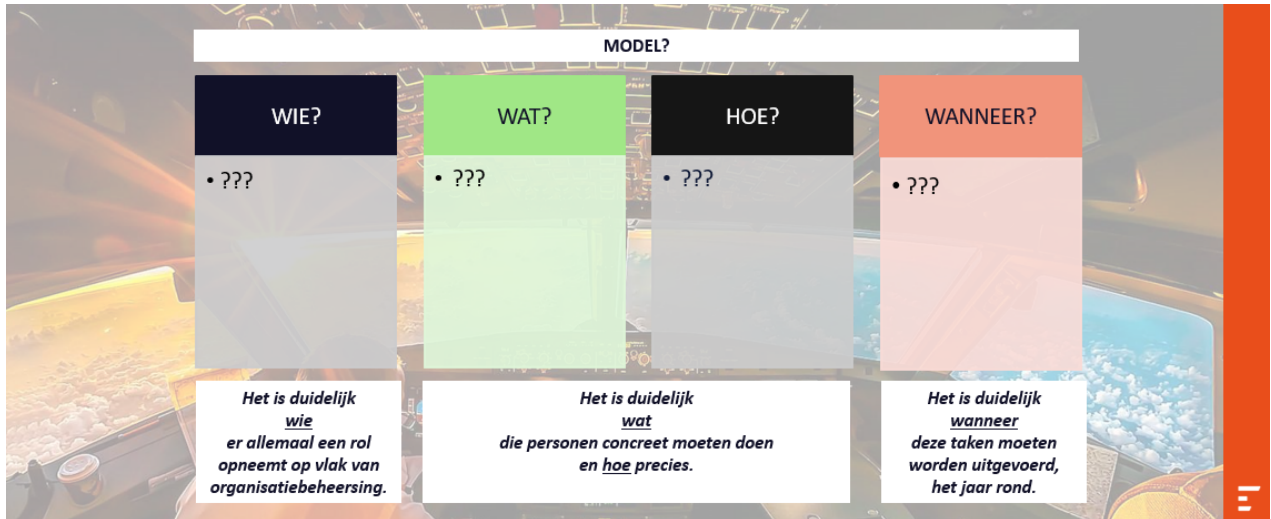 MODEL?
WIE?
WAT?
HOE?
WANNEER?
• ???
• ???
• ???
• ???
Het is duidelijk
wie
er allemaal een rol
opneemt op vlak van
organisatiebeheersing.
Het is duidelijk
wat
die personen concreet moeten doen
en hoe precies.
Het is duidelijk
wanneer
deze taken moeten
worden uitgevoerd,
het jaar rond.